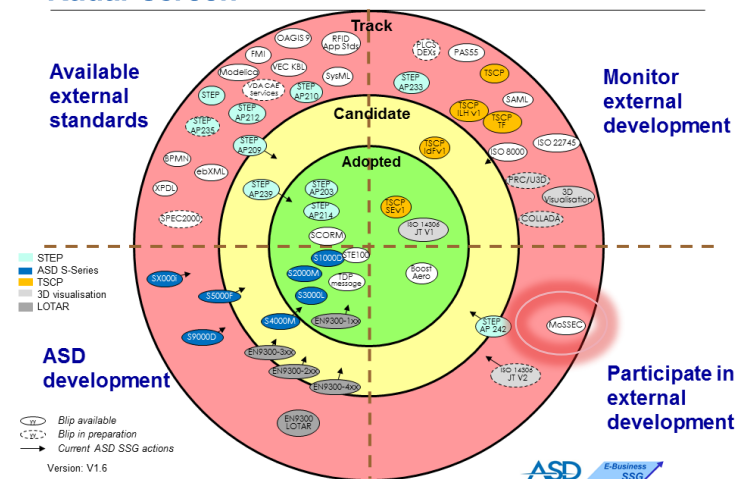 Track
Available
external
standards
Monitor
external
development
OAGIS 9
RFID
App Stds
FMI
Modelica
VEC KBL
SysML
VDA CAE
Services
STEP
STEP
AP210
STEP
AP212
STEP
AP235
STEP
AP209
BPMN
ebXML
XPDL
SPEC2000
PLCS
DEXs
PAS55
STEP
AP233
TSCP
SAML
TSCP
ILH v1
TSCP
TF
ISO 8000
ISO 22745
PRC/U3D
3D
Visualisation
COLLADA
Candidate
TSCP
IdFv1
Adopted
STEP
AP239
STEP
AP203
STEP
AP214
SCORM
TSCP
SEv1
ISO 14306
JT V1
S1000D
STE100
S2000M
TDP
message
S3000L
Boost
Aero
STEP
ASD S-Series
TSCP
3D visualisation
LOTAR
SX000i
S5000F
S4000M
EN9300-1xx
S9000D
EN9300-3xx
EN9300-2xx
EN9300-4xx
EN9300
LOTAR
STEP
AP 242
MoSSEC
ISO 14306
JT V2
ASD
development
Participate in
external
development
yy Blip available
yy Blip in preparation
Current ASD SSG actions
Version: V1.6
ASD
E-Business
SSG